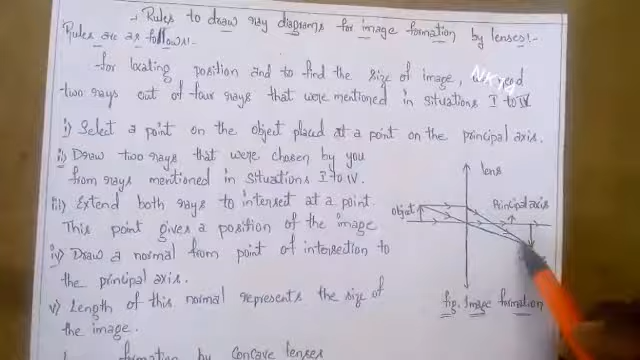 Rules to draw ray diagrams for image formation by lenses:-
Rules are as follows:-
For locating position and to find the size of image, need
two rays out of four rays that were mentioned in situations I to IV
i) Select a point on the object placed at a point on the principal axis.
ii) Draw two rays that were chosen by you
from rays mentioned in situations I to IV.
iii) Extend both rays to intersect at a point.
This point gives a position of the image
iv) Draw a normal from point of intersection to
the principal axis.
v) Length of this normal represents the size of
the image.
formation by concave lenses
lens
Object
Principal axis
fig. Image formation